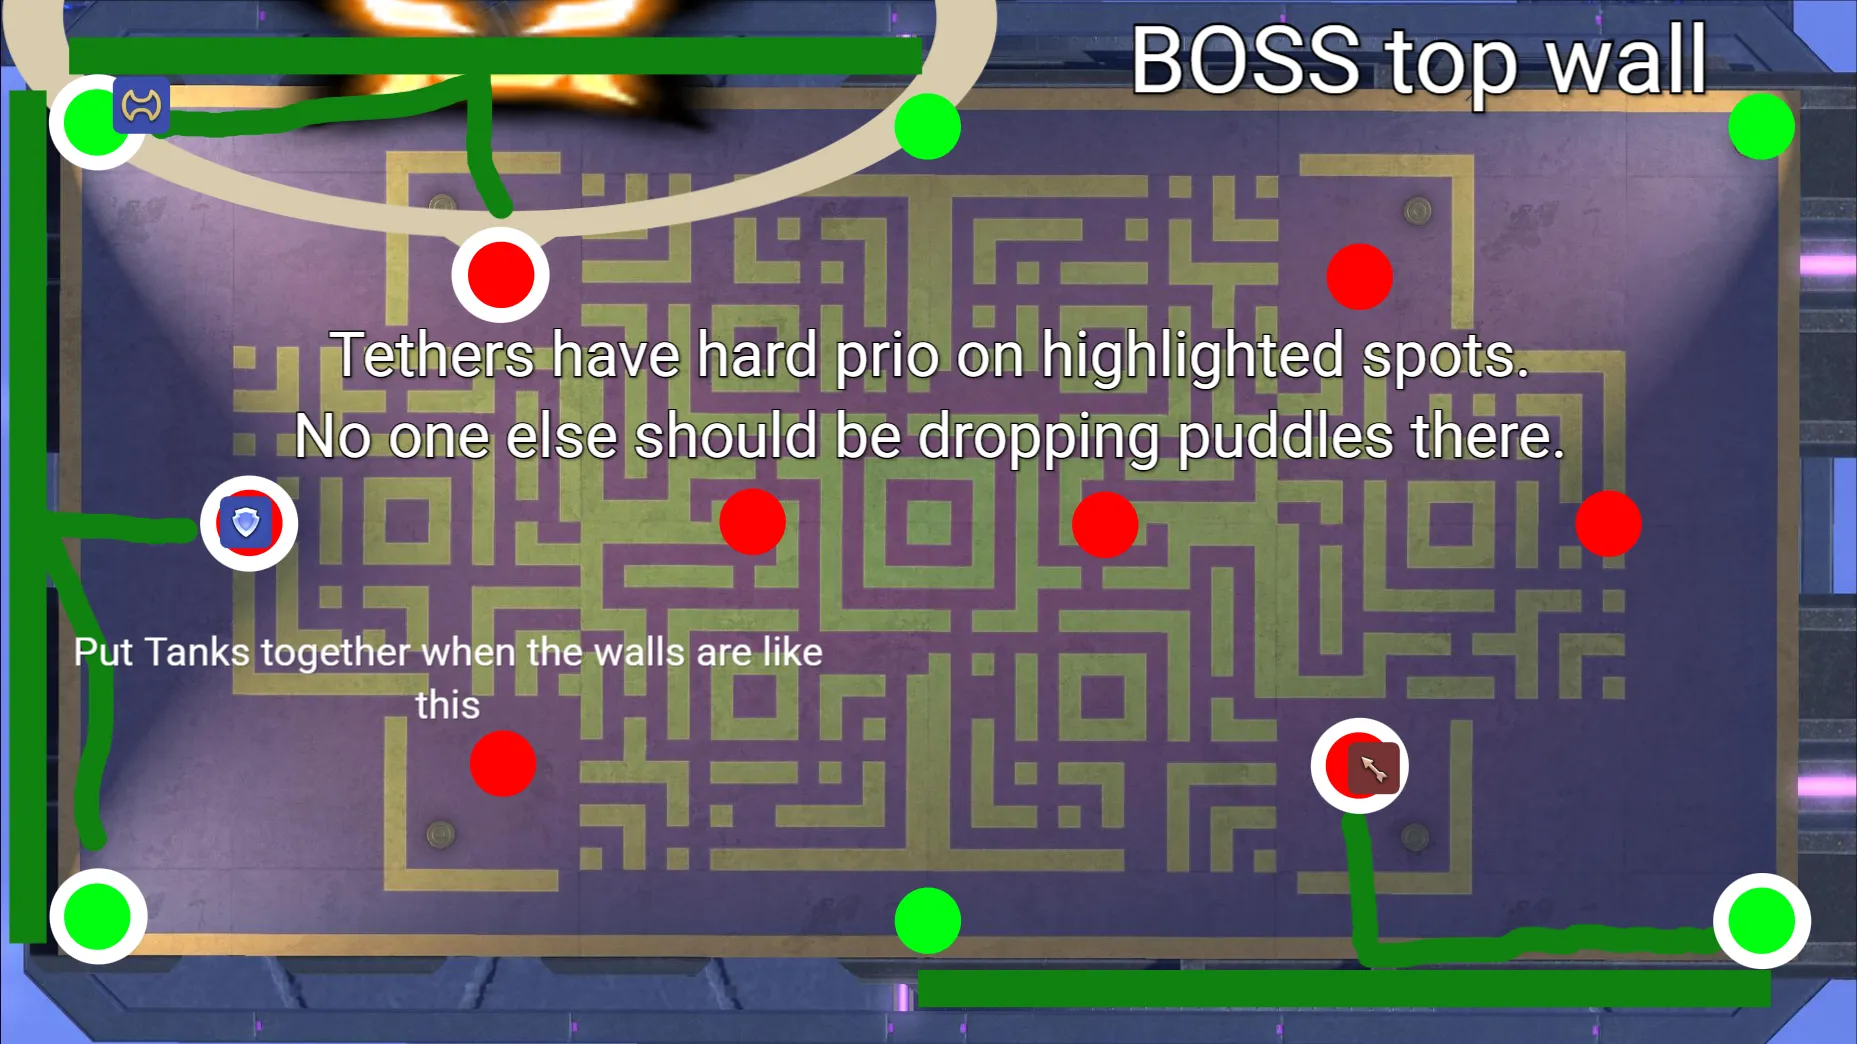 BOSS top wall
Tethers have hard prio on highlighted spots.
No one else should be dropping puddles there.
Put Tanks together when the walls are like
this